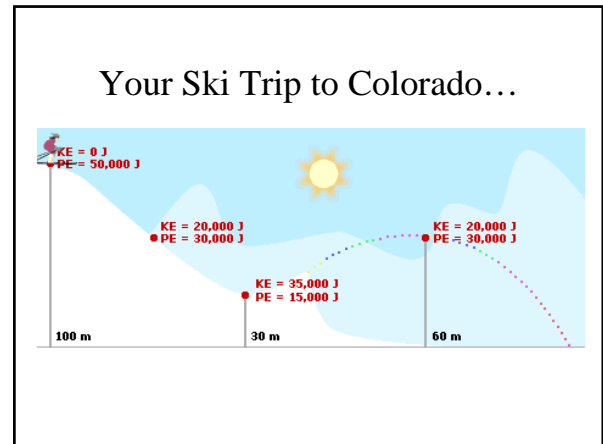 Your Ski Trip to Colorado…
KE = 0 J
PE = 50,000 J
KE = 20,000 J
PE = 30,000 J
KE = 20,000 J
PE = 30,000 J
KE = 35,000 J
PE = 15,000 J
100 m
30 m
60 m